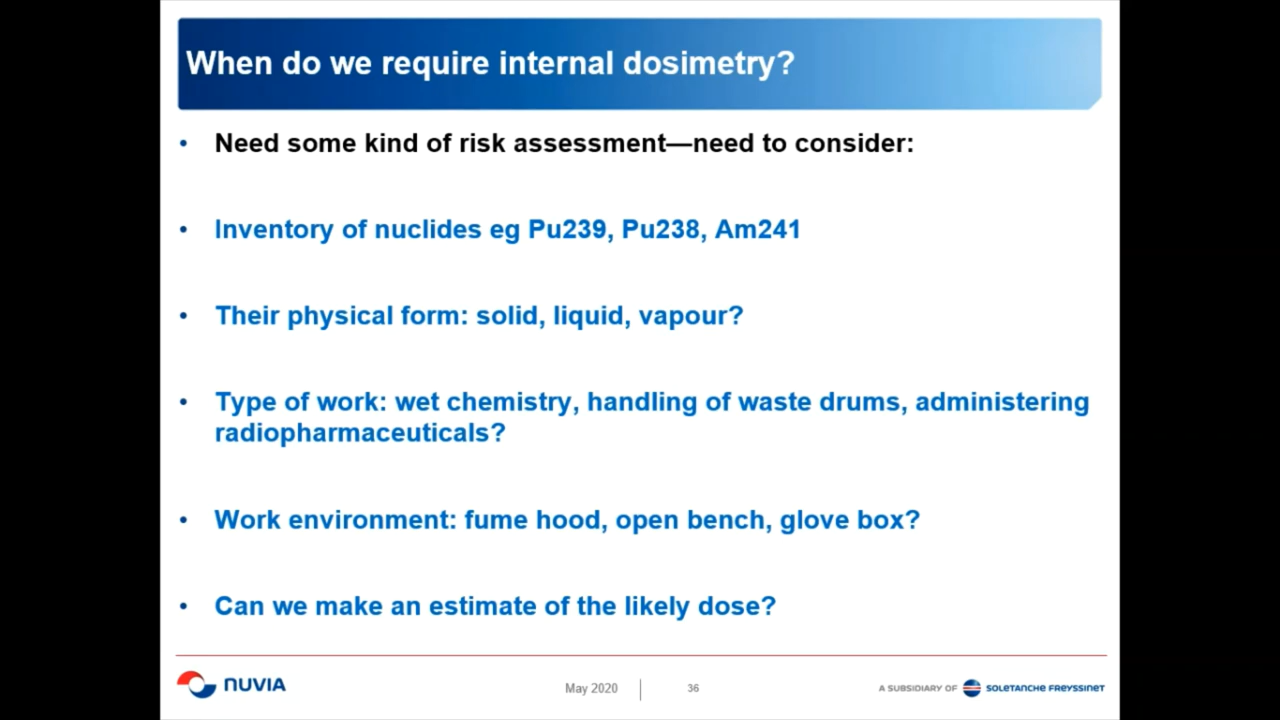 When do we require internal dosimetry?
• Need some kind of risk assessment—need to consider:
• Inventory of nuclides eg Pu239, Pu238, Am241
• Their physical form: solid, liquid, vapour?
• Type of work: wet chemistry, handling of waste drums, administering
radiopharmaceuticals?
• Work environment: fume hood, open bench, glove box?
• Can we make an estimate of the likely dose?
NUVIA
May 2020
36
A SUBSIDIARY OF SOLETANCHE FREYSSINET